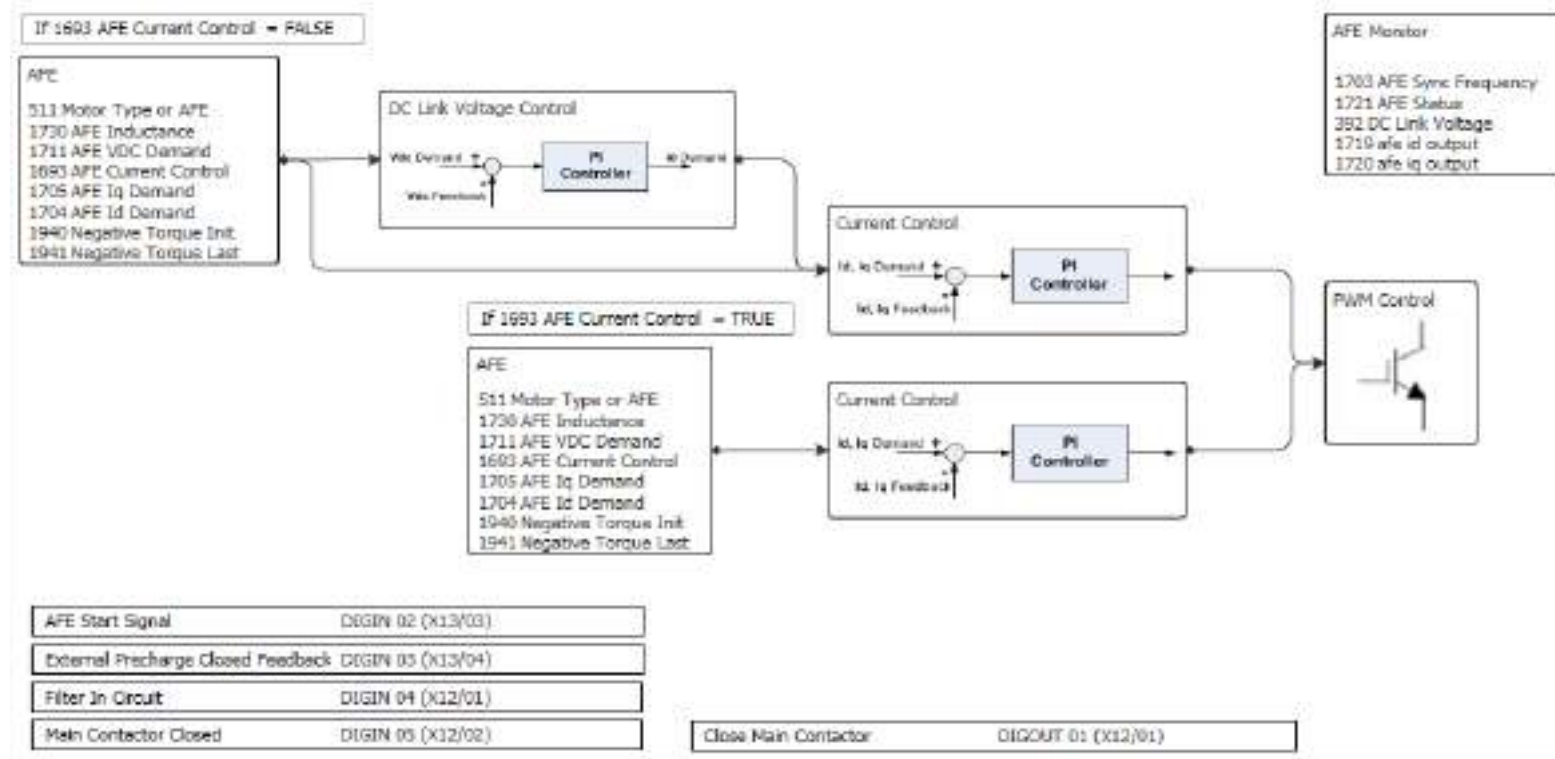 If 1693 AFE Current Control = FALSE
AFE
511 Motor Type or AFE
1730 AFE Inductance
1711 AFE VDC Demand
1693 AFE Current Control
1705 AFE Iq Demand
1704 AFE Id Demand
1940 Negative Torque Init
1941 Negative Torque Last
DC Link Voltage Control
Vdc Demand +
PI
Controller
Id Demand
-
Vdc Feedback
AFE Monitor
1703 AFE Sync Frequency
1721 AFE Status
392 DC Link Voltage
1719 afe id output
1720 afe iq output
Current Control
Id, Iq Demand +
PI
Controller
-
Id, Iq Feedback
PWM Control
If 1693 AFE Current Control = TRUE
AFE
511 Motor Type or AFE
1730 AFE Inductance
1711 AFE VDC Demand
1693 AFE Current Control
1705 AFE Iq Demand
1704 AFE Id Demand
1940 Negative Torque Init
1941 Negative Torque Last
Current Control
Id, Iq Demand +
PI
Controller
-
Id, Iq Feedback
AFE Start Signal DIGIN 02 (X13/03)
External Precharge Closed Feedback DIGIN 03 (X13/04)
Filter In Circuit DIGIN 04 (X12/01)
Main Contactor Closed DIGIN 05 (X12/02)
Close Main Contactor DIGOUT 01 (X12/01)